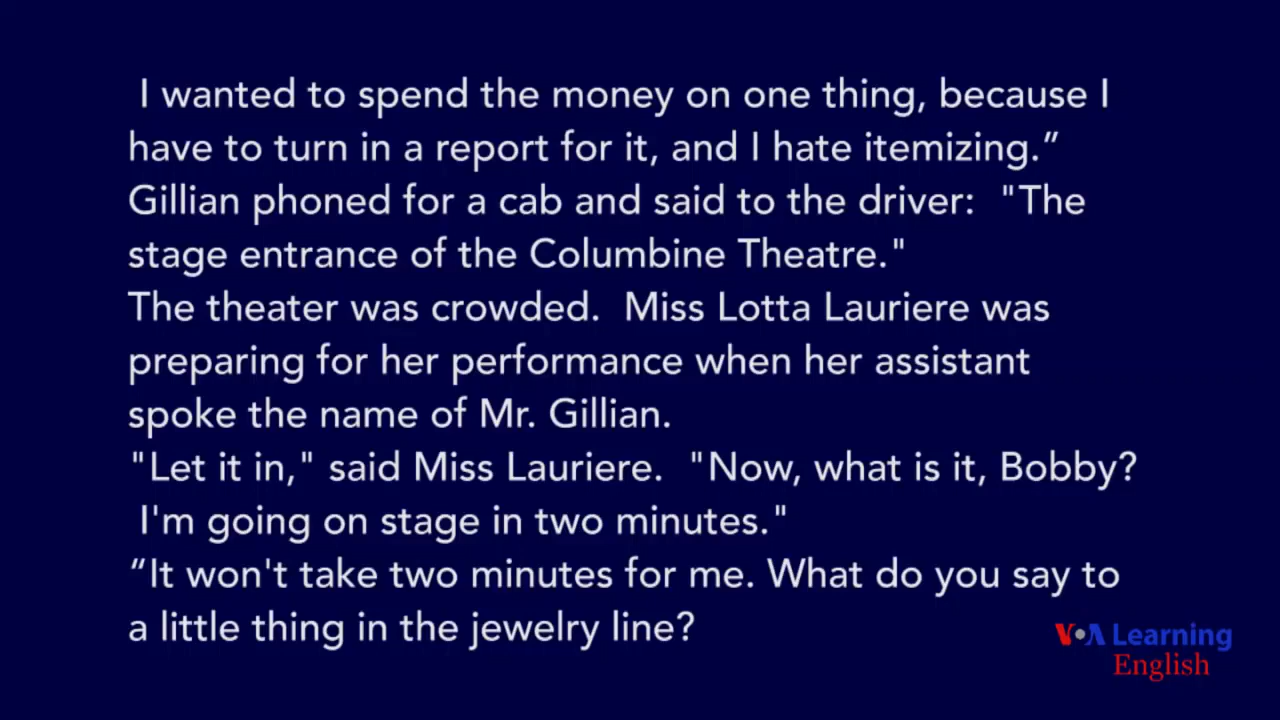 I wanted to spend the money on one thing, because I
have to turn in a report for it, and I hate itemizing.”
Gillian phoned for a cab and said to the driver:  "The
stage entrance of the Columbine Theatre."
The theater was crowded.  Miss Lotta Lauriere was
preparing for her performance when her assistant
spoke the name of Mr. Gillian.
"Let it in," said Miss Lauriere.  "Now, what is it, Bobby?
I'm going on stage in two minutes."
“It won't take two minutes for me. What do you say to
a little thing in the jewelry line?
VOA Learning
English